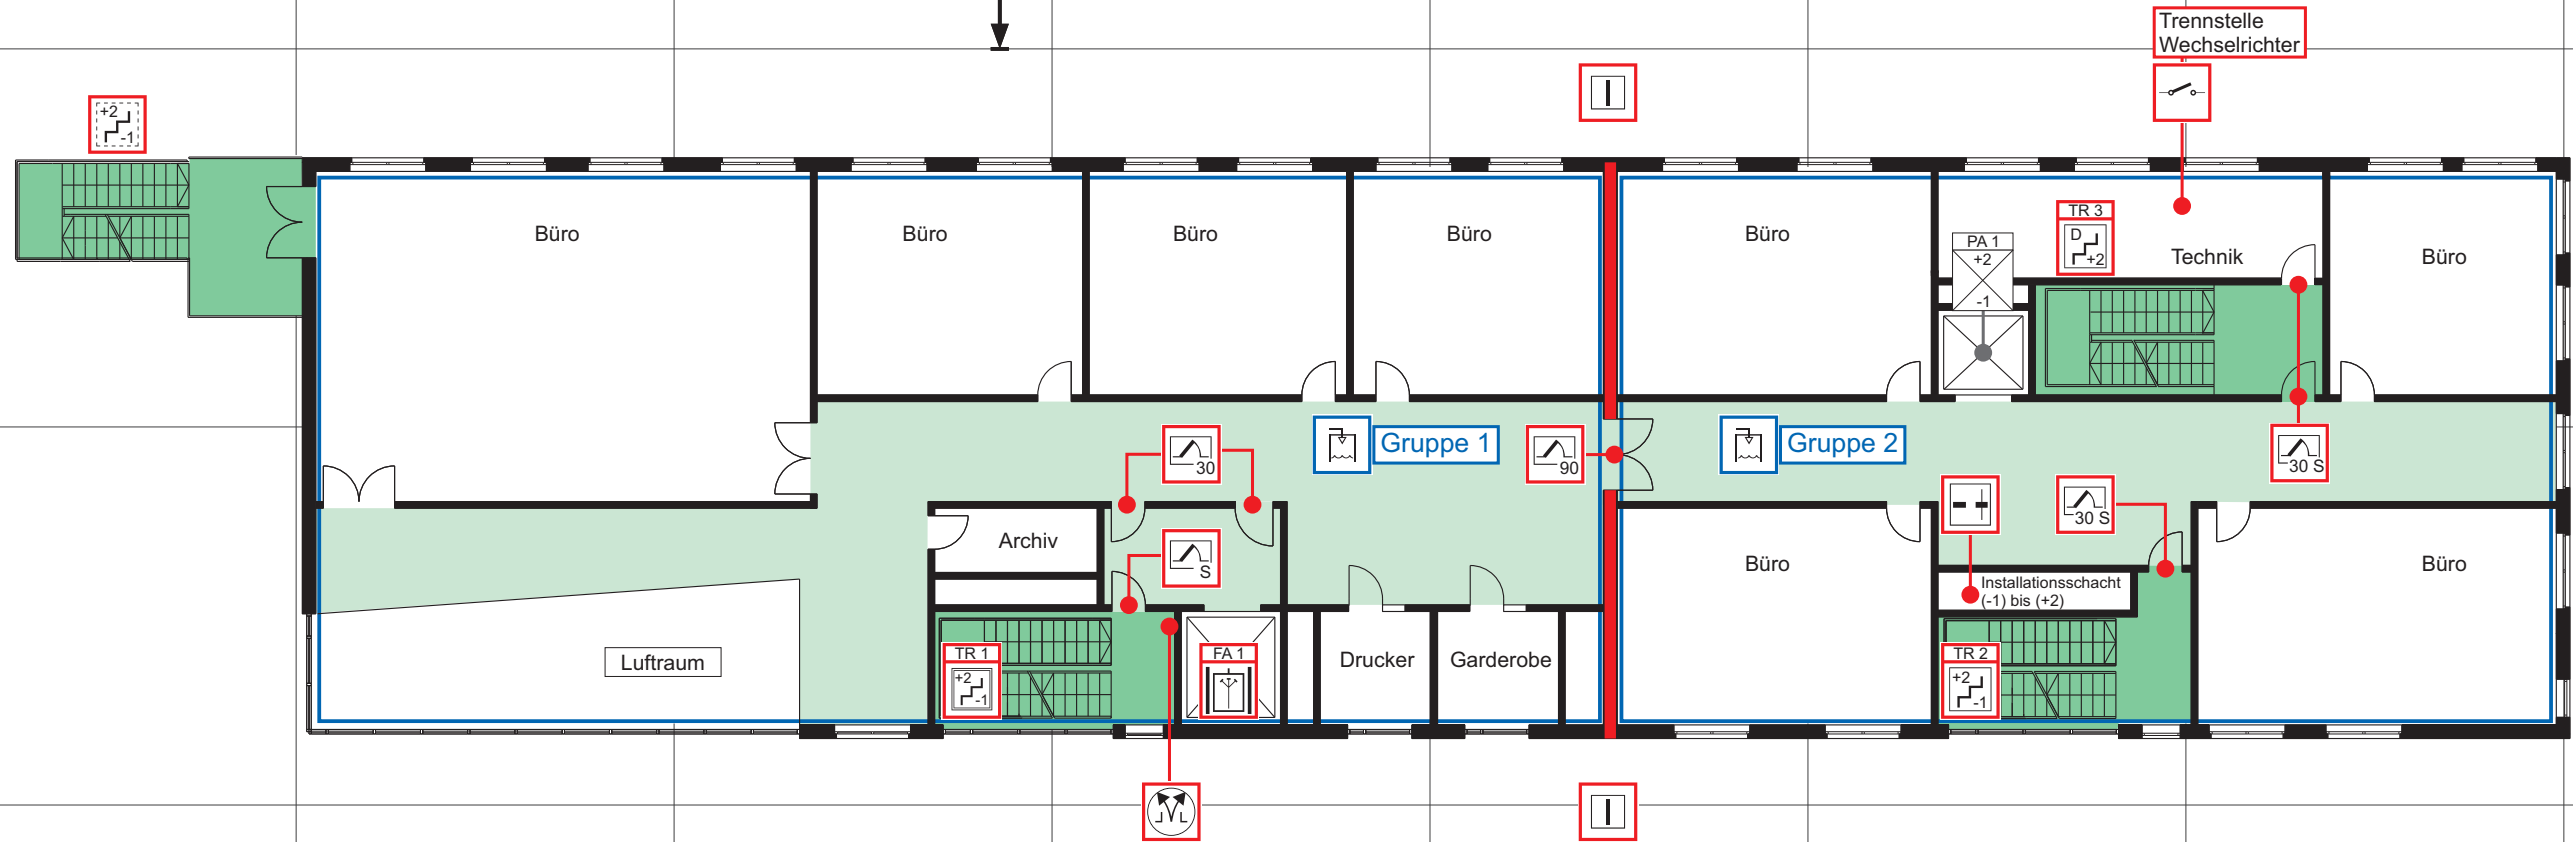 Trennstelle
Wechselrichter
+2
-1
Büro
Büro
Büro
Büro
Büro
TR 3
D
+2
PA 1
+2
-1
Technik
Büro
Gruppe 1
Gruppe 2
30
90
30 S
30 S
S
Archiv
Büro
Büro
Installationsschacht
(-1) bis (+2)
Luftraum
TR 1
+2
-1
FA 1
Drucker
Garderobe
TR 2
+2
-1